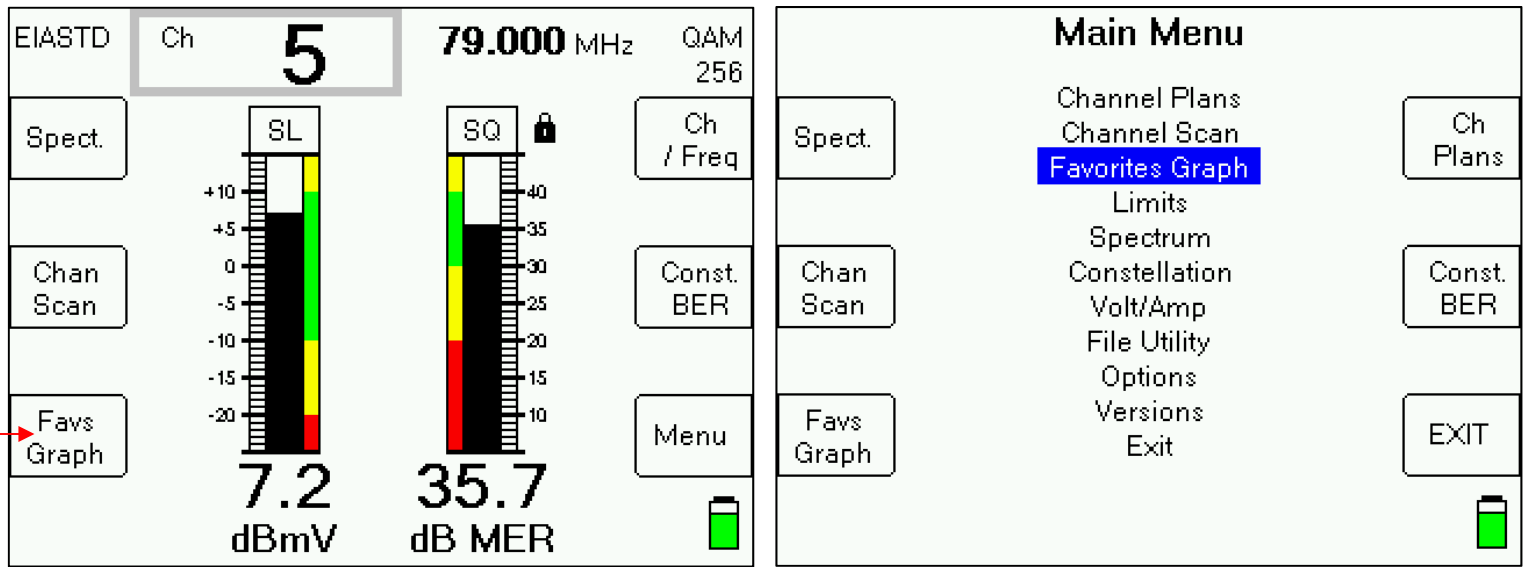 EIASTD
Ch
5
79.000 MHz
QAM
256
Spect.
SL
SQ
Ch
/ Freq
+10
+5
0
-5
-10
-15
-20
40
35
30
25
20
15
10
Chan
Scan
Const.
BER
Favs
Graph
Menu
7.2
dBmV
35.7
dB MER
Main Menu
Spect.
Channel Plans
Channel Scan
Favorites Graph
Limits
Spectrum
Constellation
Volt/Amp
File Utility
Options
Versions
Exit
Ch
Plans
Chan
Scan
Const.
BER
Favs
Graph
EXIT